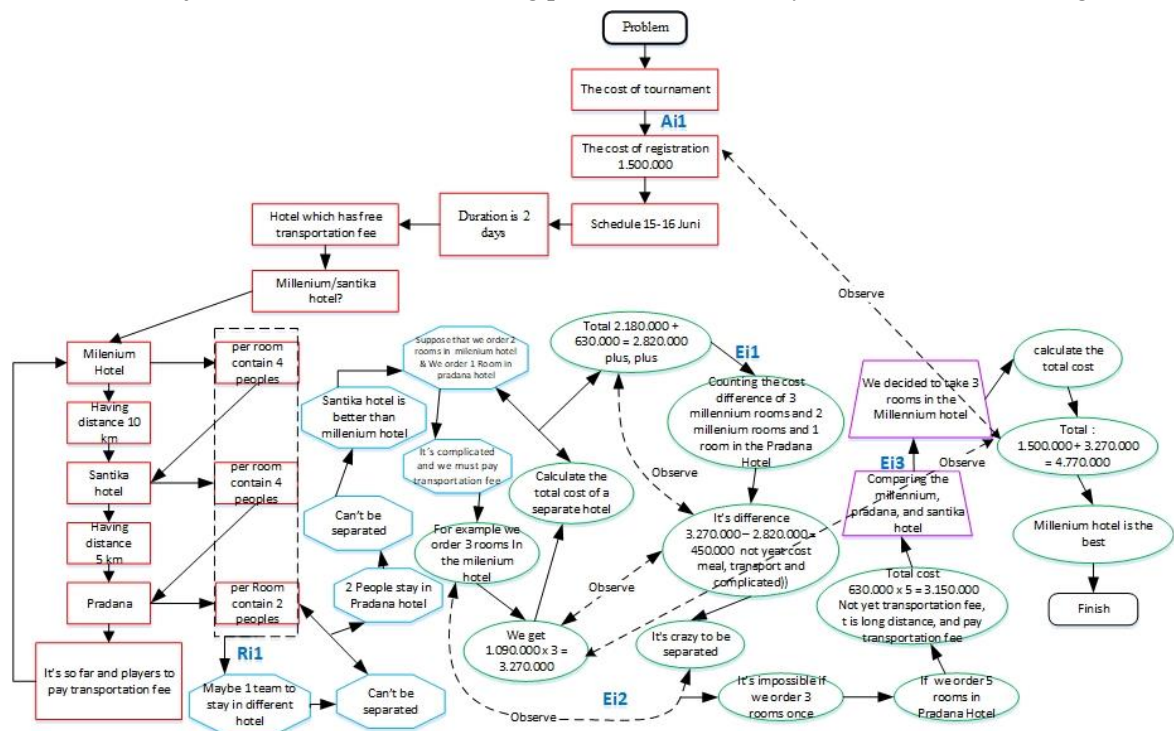 Problem
The cost of tournament
Ai1
The cost of registration
1.500.000
Schedule 15-16 Juni
Duration is 2
days
Hotel which has free
transportation fee
Millenium/santika
hotel?
Milenium
Hotel
per room
contain 4
peoples
Having
distance 10
km
Santika
hotel
per room
contain 4
peoples
Having
distance
5 km
Pradana
per Room
contain 2
peoples
It's so far and players to
pay transportation fee
Ri1
Maybe 1 team to
stay in different
hotel
Can't be
separated
2 People stay in
Pradana hotel
Can't be
separated
Santika hotel is
better than
milenium hotel
Suppose that we order 2
rooms in milenium hotel
& We order 1 Room in
pradana hotel
It's complicated
and we must pay
transportation fee
For example we
order 3 rooms In
the milenium
hotel
We get
1.090.000 x 3 =
3.270.000
Calculate the
total cost of a
separate hotel
Total 2.180.000 +
630.000 = 2.820.000
plus, plus
Ei1
Counting the cost
difference of 3
millennium rooms and 2
millenium rooms and 1
room in the Pradana
Hotel
Observe
It's difference
3.270.000 – 2.820.000=
450.000 not year cost
meal, transport and
complicated))
Observe
It's crazy to be
separated
Ei2
Observe
It's impossible if
we order 3
rooms once
If we order 5
rooms in
Pradana Hotel
Total cost
630.000 x 5 = 3.150.000
Not yet transportation fee,
t is long distance, and pay
transportation fee
Comparing the
millennium,
pradana, and santika
hotel
Ei3
We decided to take 3
rooms in the
Millennium hotel
calculate the
total cost
Observe
Observe
Total :
1.500.000 + 3.270.000
= 4.770.000
Millenium hotel is the
best
Finish